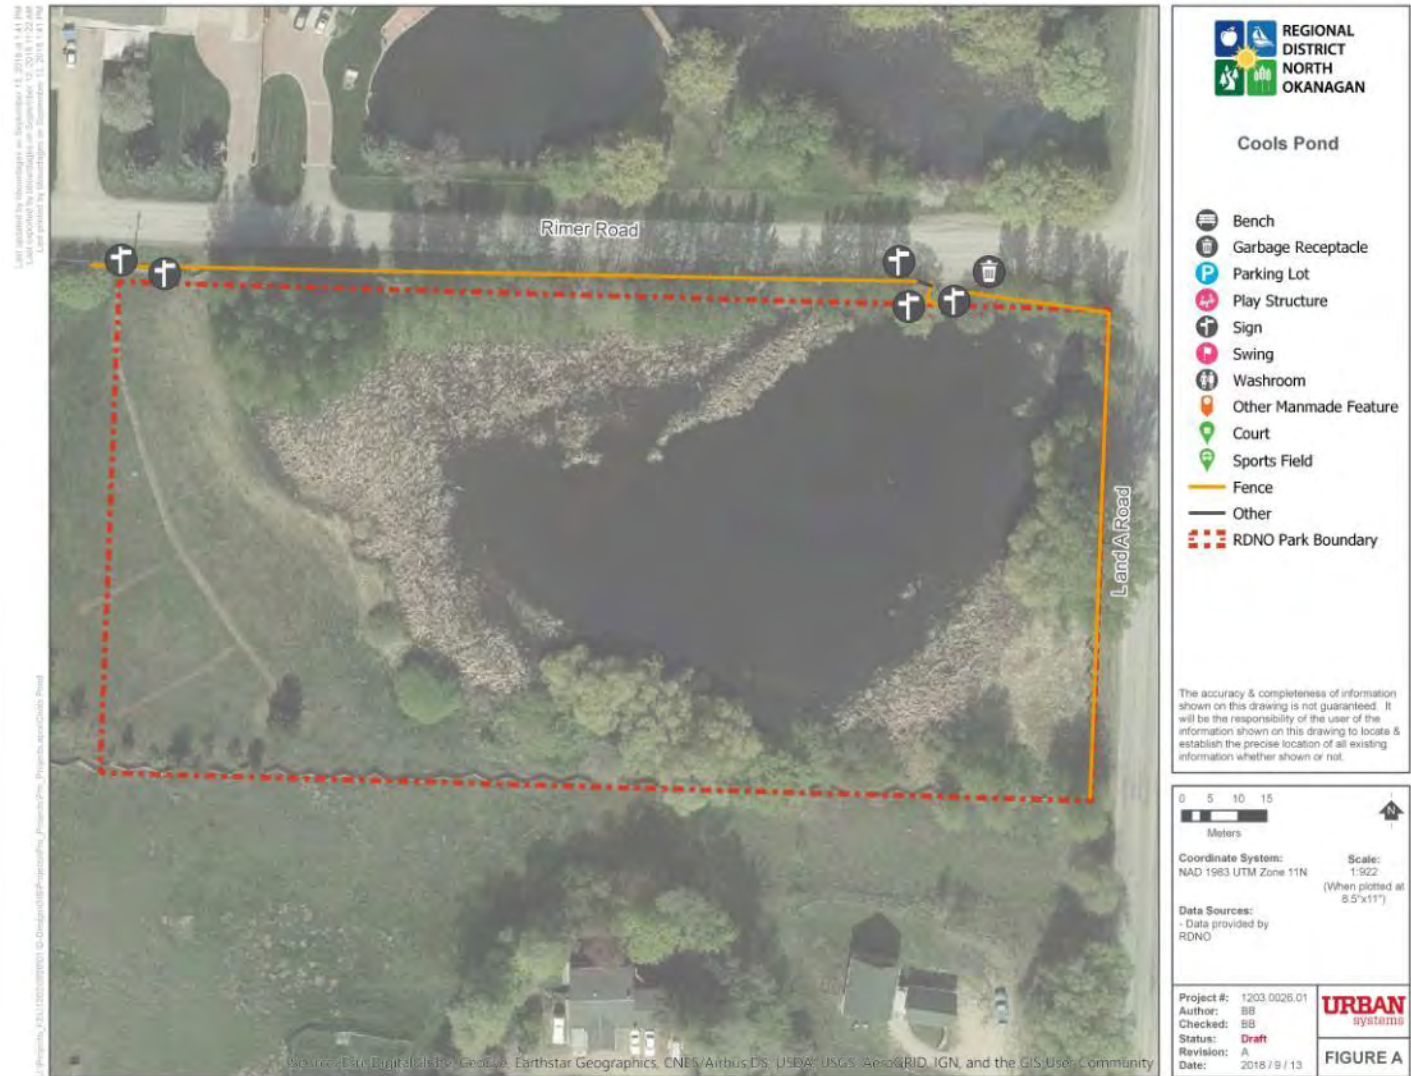 REGIONAL
DISTRICT
NORTH
OKANAGAN
Cools Pond
Rimer Road
L and A Road
Bench
Garbage Receptacle
P Parking Lot
Play Structure
Sign
Swing
Washroom
Other Manmade Feature
Court
Sports Field
Fence
Other
RDNO Park Boundary
The accuracy & completeness of information
shown on this drawing is not guaranteed. It
will be the responsibility of the user of the
information shown on this drawing to locate &
establish the precise location of all existing
information whether shown or not.
0 5 10 15
Meters
N
Coordinate System:
NAD 1983 UTM Zone 11N
Scale:
1:922
(When plotted at
8.5"x11")
Data Sources:
- Data provided by
RDNO
Project #: 1203.0026.01
Author: BB
Checked: BB
Status: Draft
Revision: A
Date: 2018 / 9 / 13
URBAN
systems
FIGURE A
Earthstar Geographics, CNES/Airbus DS, USDA, USGS, AeroGRID, IGN, and the GIS User Community